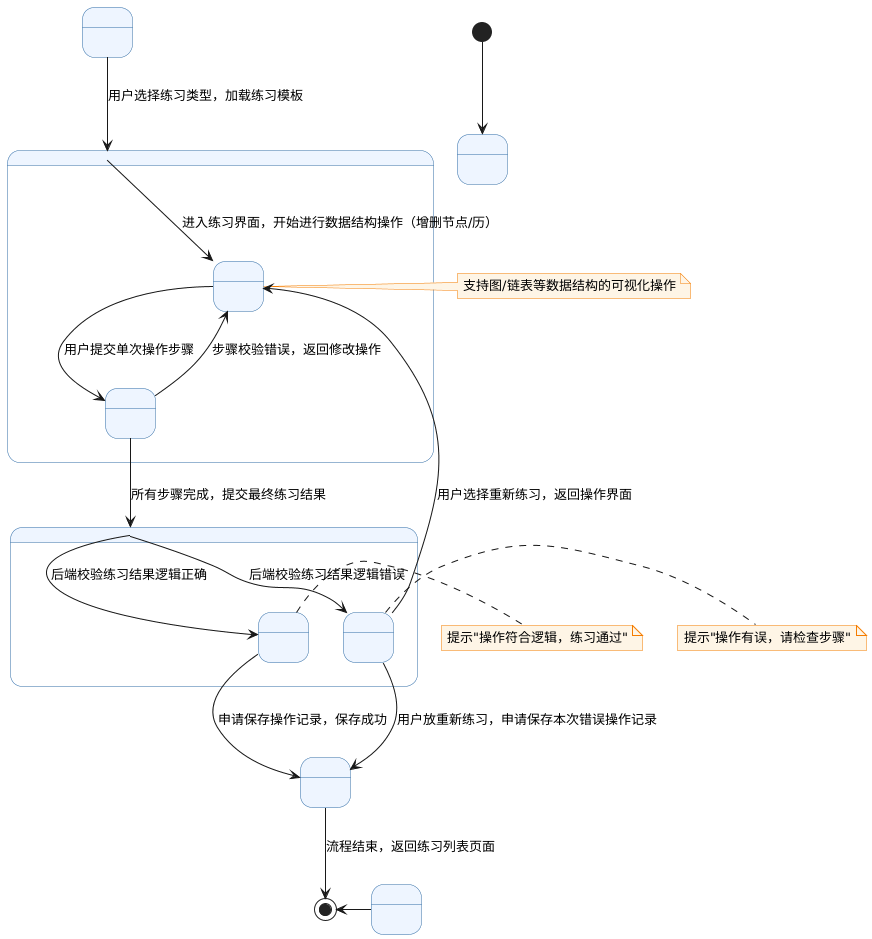 用户选择练习类型，加载练习模板
进入练习界面，开始进行数据结构操作（增删节点/历）
支持图/链表等数据结构的可视化操作
用户提交单次操作步骤
步骤校验错误，返回修改操作
所有步骤完成，提交最终练习结果
用户选择重新练习，返回操作界面
后端校验练习结果逻辑正确
后端校验练习结果逻辑错误
提示"操作符合逻辑，练习通过"
提示"操作有误，请检查步骤"
申请保存操作记录，保存成功
用户放重新练习，申请保存本次错误操作记录
流程结束，返回练习列表页面